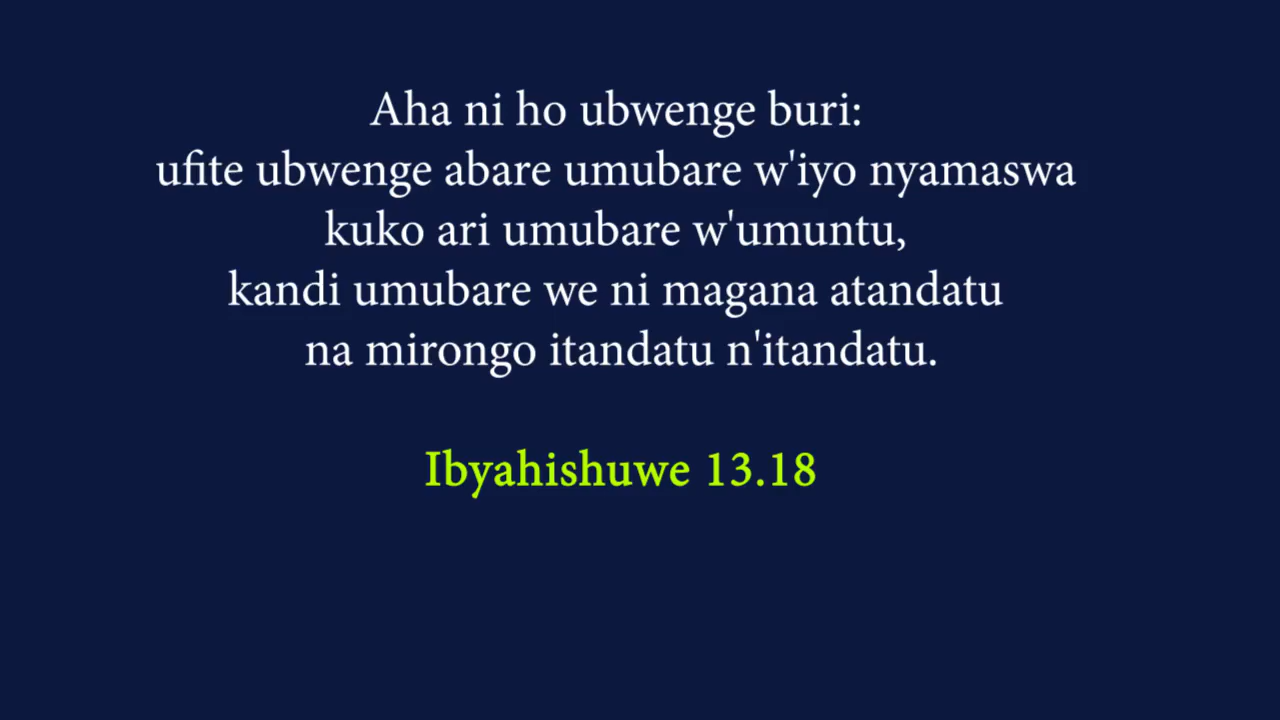 Aha ni ho ubwenge buri:
ufite ubwenge abare umubare w'iyo nyamaswa
kuko ari umubare w'umuntu,
kandi umubare we ni magana atandatu
na mirongo itandatu n'itandatu.
Ibyahishuwe 13.18